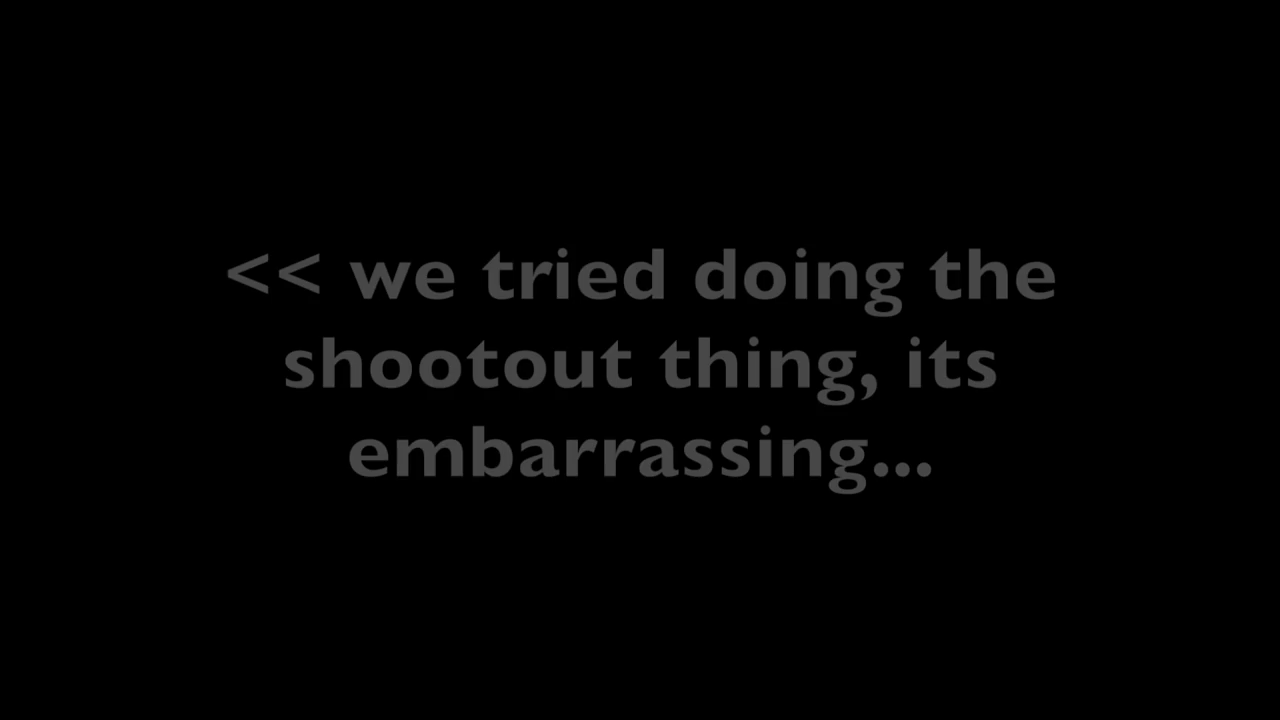 << we tried doing the
shootout thing, its
embarrassing...